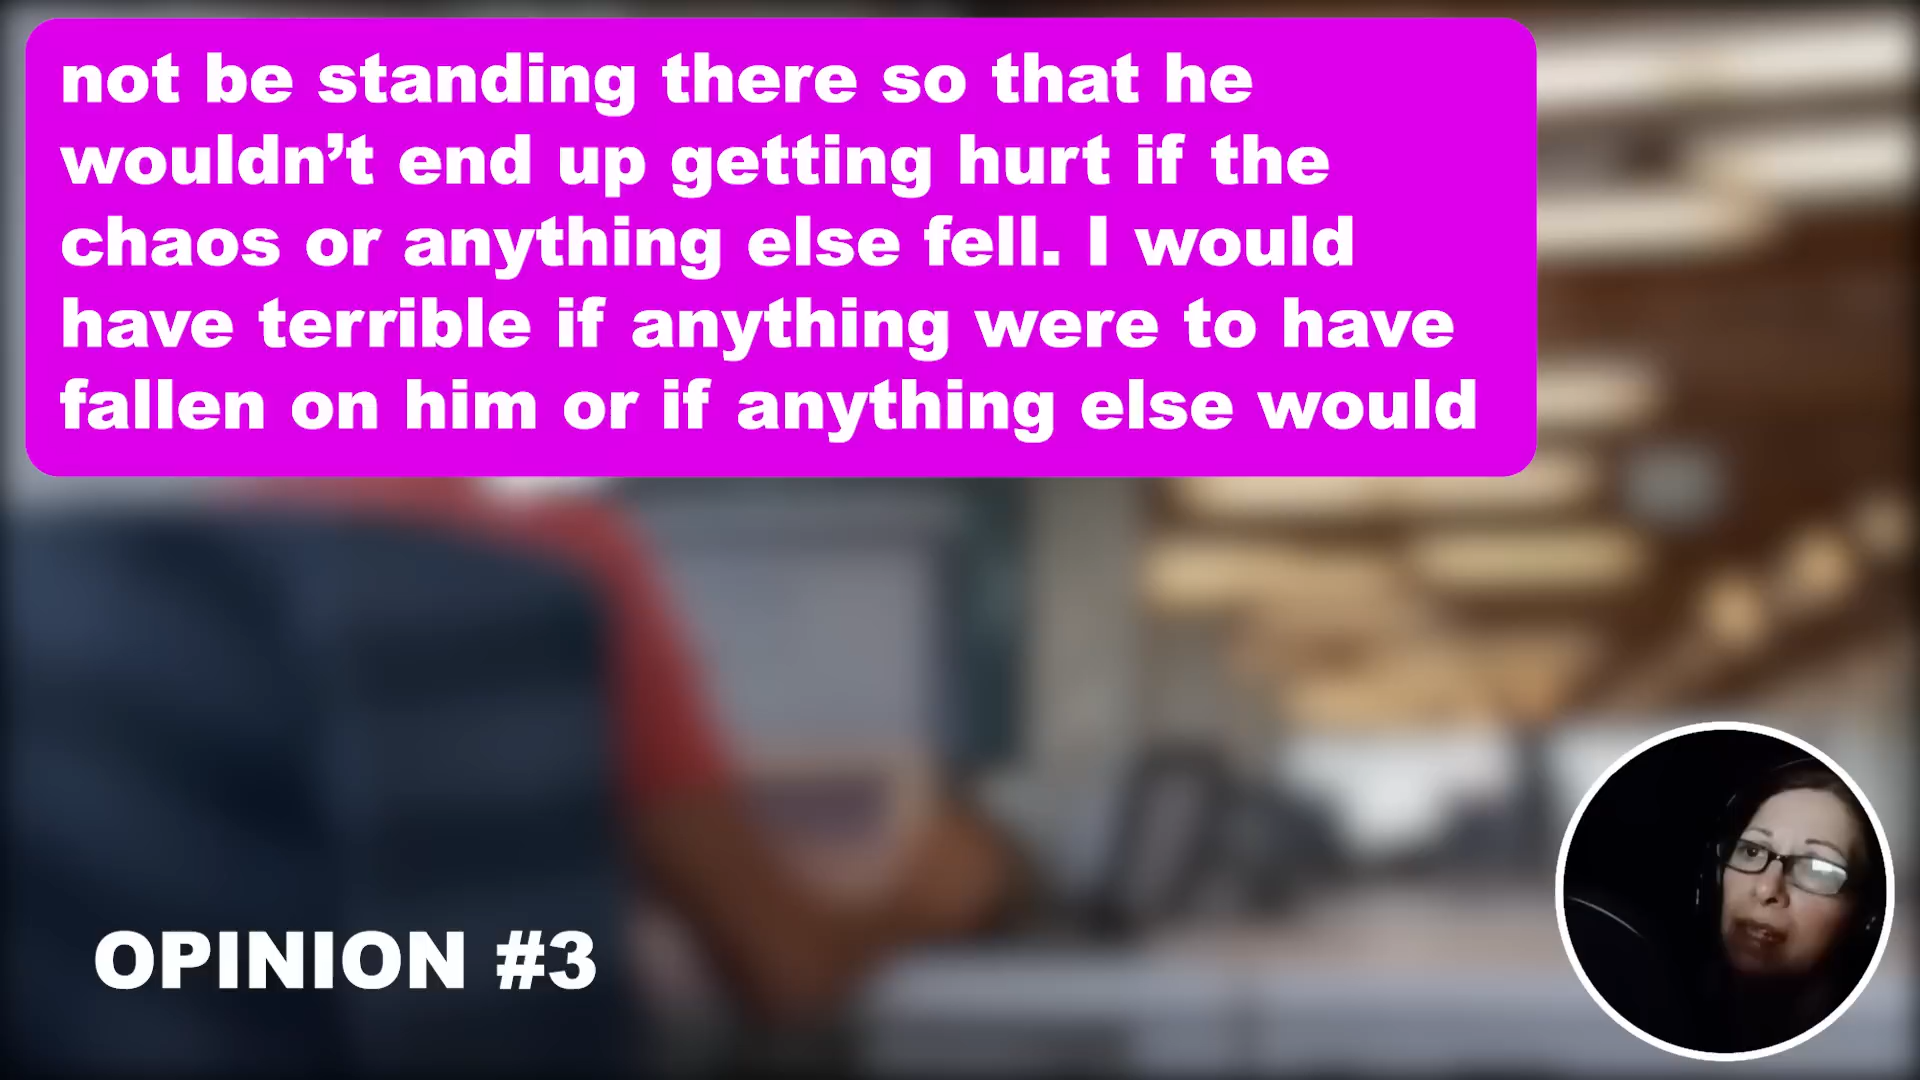 not be standing there so that he
wouldn’t end up getting hurt if the
chaos or anything else fell. I would
have terrible if anything were to have
fallen on him or if anything else would
OPINION #3